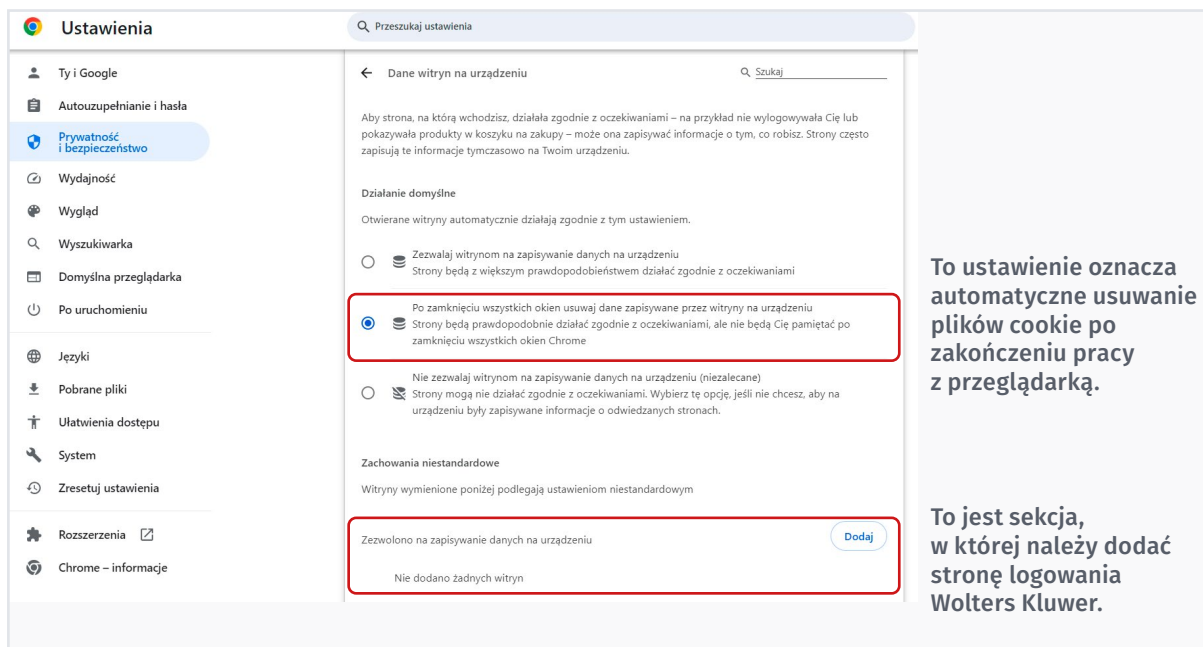 Ustawienia
Przeszukaj ustawienia
Ty i Google
Autouzupełnianie i hasła
Prywatność
i bezpieczeństwo
Wydajność
Wygląd
Wyszukiwarka
Domyślna przeglądarka
Po uruchomieniu
Języki
Pobrane pliki
Ułatwienia dostępu
System
Zresetuj ustawienia
Rozszerzenia
Chrome – informacje
Dane witryn na urządzeniu
Szukaj
Aby strona, na którą wchodzisz, działała zgodnie z oczekiwaniami – na przykład nie wylogowywała Cię lub
pokazywała produkty w koszyku na zakupy – może ona zapisywać informacje o tym, co robisz. Strony często
zapisują te informacje tymczasowo na Twoim urządzeniu.
Działanie domyślne
Otwierane witryny automatycznie działają zgodnie z tym ustawieniem.
Zezwalaj witrynom na zapisywanie danych na urządzeniu
Strony będą z większym prawdopodobieństwem działać zgodnie z oczekiwaniami
Po zamknięciu wszystkich okien usuwaj dane zapisywane przez witryny na urządzeniu
Strony będą prawdopodobnie działać zgodnie z oczekiwaniami, ale nie będą Cię pamiętać po
zamknięciu wszystkich okien Chrome
Nie zezwalaj witrynom na zapisywanie danych na urządzeniu (niezalecane)
Strony mogą nie działać zgodnie z oczekiwaniami. Wybierz tę opcję, jeśli nie chcesz, aby na
urządzeniu były zapisywane informacje o odwiedzanych stronach.
Zachowania niestandardowe
Witryny wymienione poniżej podlegają ustawieniom niestandardowym
Zezwolono na zapisywanie danych na urządzeniu
Dodaj
Nie dodano żadnych witryn
To ustawienie oznacza
automatyczne usuwanie
plików cookie po
zakończeniu pracy
z przeglądarką.
To jest sekcja,
w której należy dodać
stronę logowania
Wolters Kluwer.